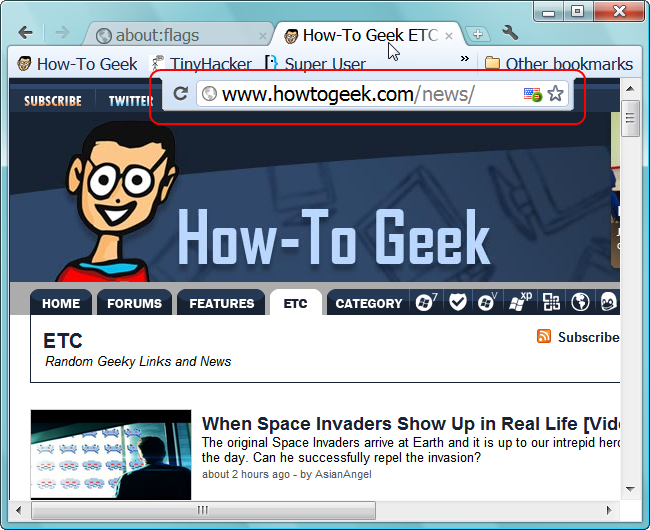 about:flags
How-To Geek ETC
How-To Geek
TinyHacker
Super User
»
Other bookmarks
SUBSCRIBE
TWITTER
www.howtogeek.com/news/
How-To Geek
HOME
FORUMS
FEATURES
ETC
CATEGORY
7
V
XP
ETC
Subscribe
Random Geeky Links and News
When Space Invaders Show Up in Real Life [Vide
The original Space Invaders arrive at Earth and it is up to our intrepid hero
the day. Can he successfully repel the invasion?
about 2 hours ago - by AsianAngel